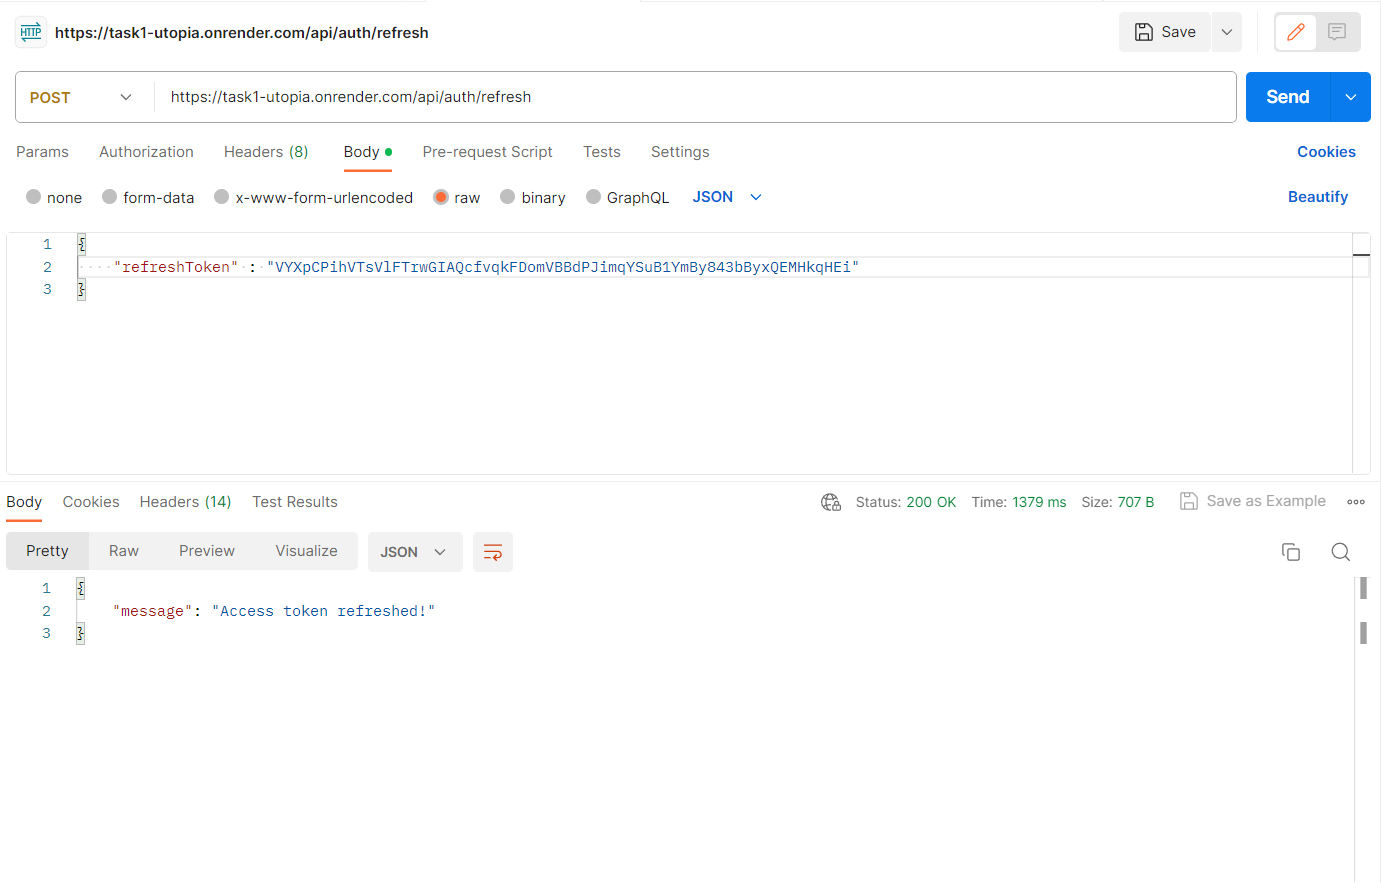 HTTP https://task1-utopia.onrender.com/api/auth/refresh Save
POST https://task1-utopia.onrender.com/api/auth/refresh Send
Params Authorization Headers (8) Body Pre-request Script Tests Settings Cookies
none form-data x-www-form-urlencoded raw binary GraphQL JSON Beautify
1 {
2 "refreshToken" : "VYXpCPihVTsVlFTrwGIAQcfvqkFDomVBBdPJimqYSuB1YmBy843bByxQEMHkqHEi"
3 }
Body Cookies Headers (14) Test Results Status: 200 OK Time: 1379 ms Size: 707 B Save as Example
Pretty Raw Preview Visualize JSON
1 {
2 "message": "Access token refreshed!"
3 }